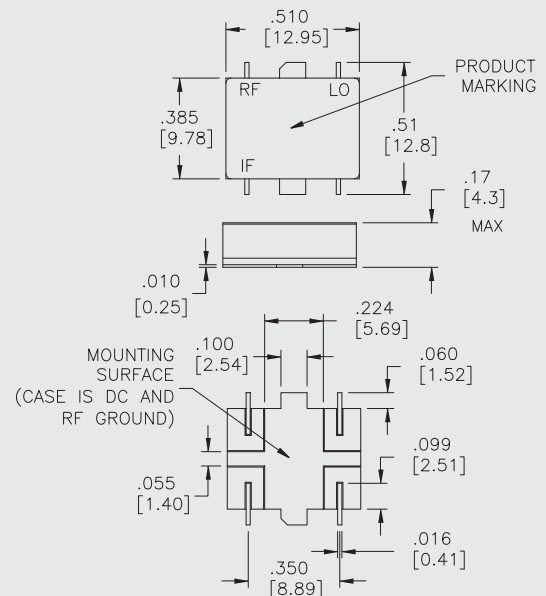 .510
[12.95]
RF
LO
IF
PRODUCT
MARKING
.385
[9.78]
.51
[12.8]
.17
[4.3]
MAX
.010
[0.25]
.224
[5.69]
.100
[2.54]
MOUNTING
SURFACE
(CASE IS DC AND
RF GROUND)
.060
[1.52]
.099
[2.51]
.055
[1.40]
.016
[0.41]
.350
[8.89]